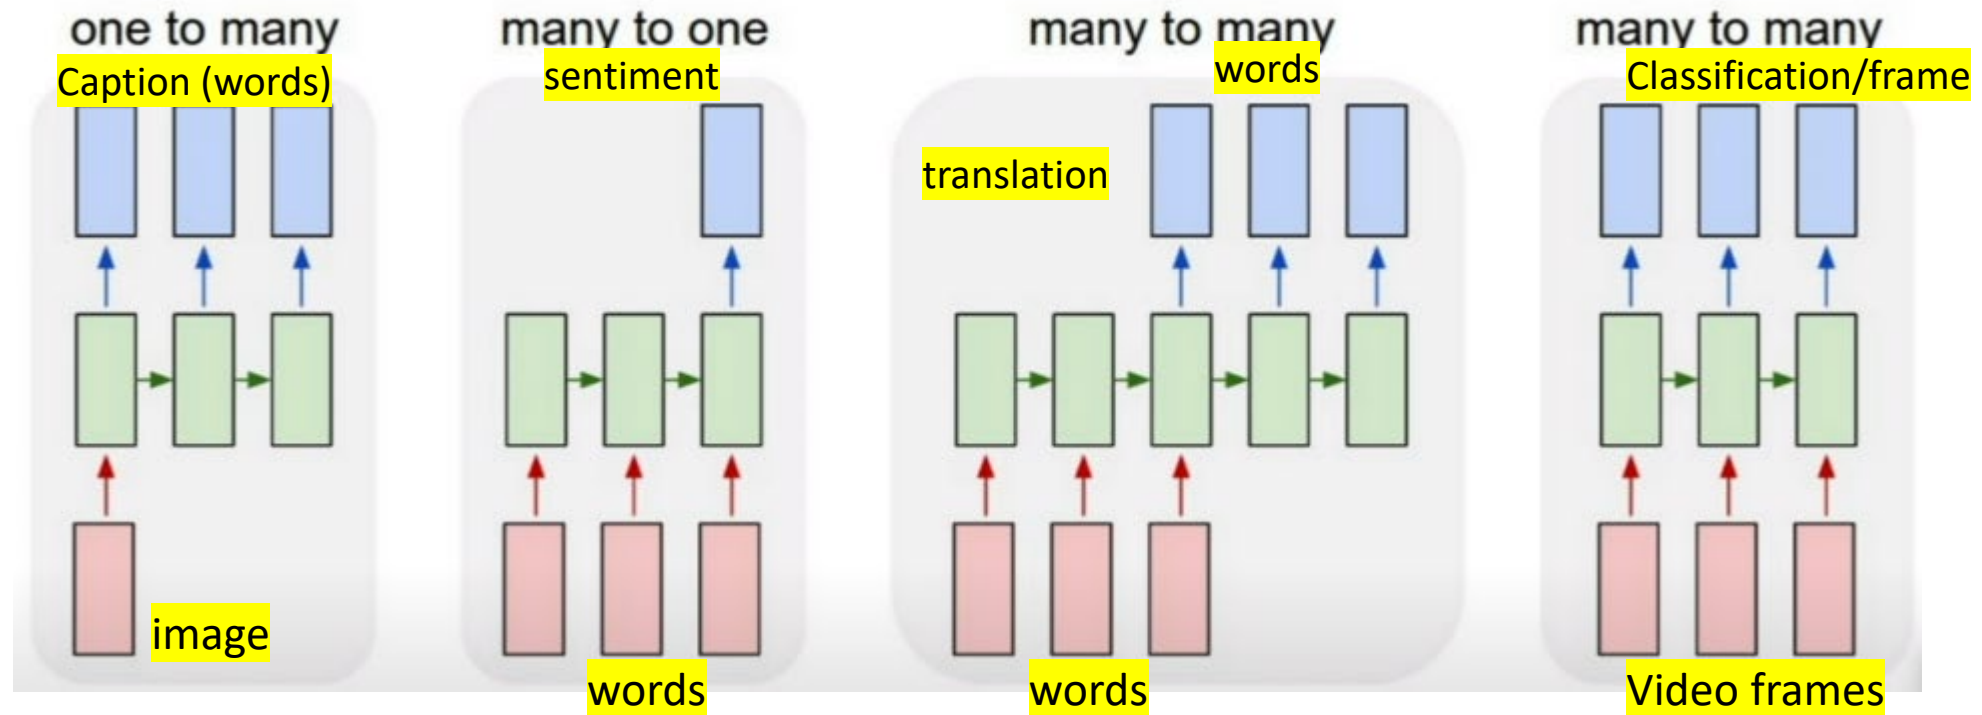 one to many
Caption (words)
image
many to one
sentiment
words
many to many
words
translation
words
many to many
Classification/frame
Video frames